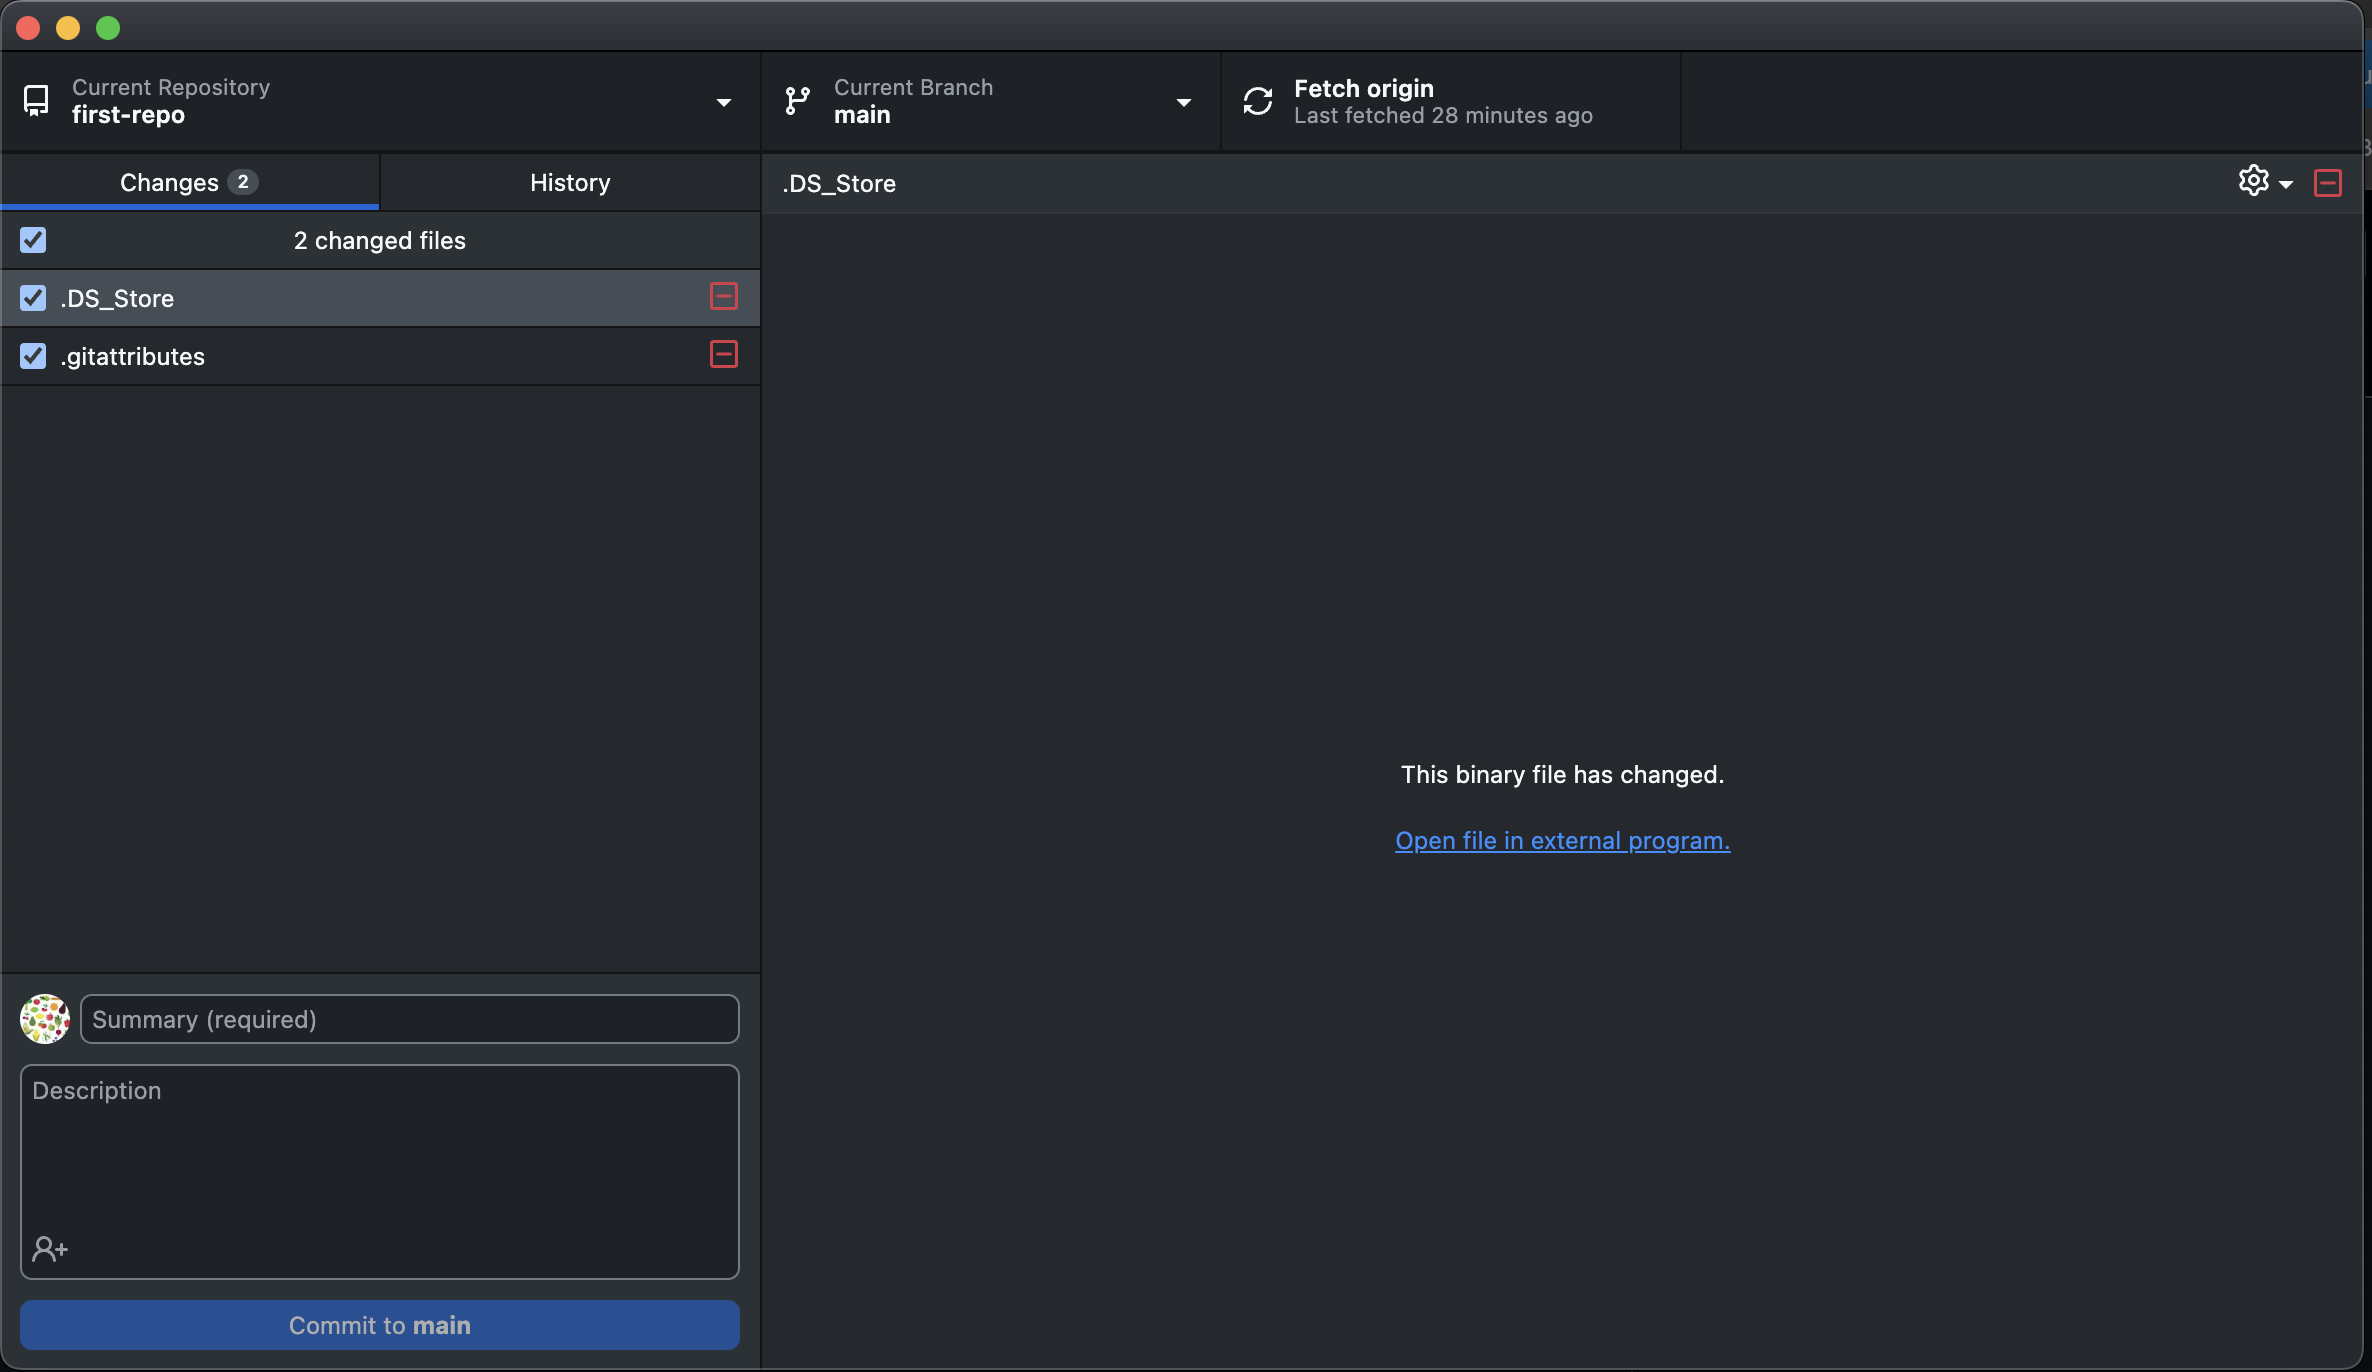 Current Repository
first-repo
Current Branch
main
Fetch origin
Last fetched 28 minutes ago
Changes 2
History
.DS_Store
2 changed files
.DS_Store
.gitattributes
This binary file has changed.
Open file in external program.
Summary (required)
Description
Commit to main